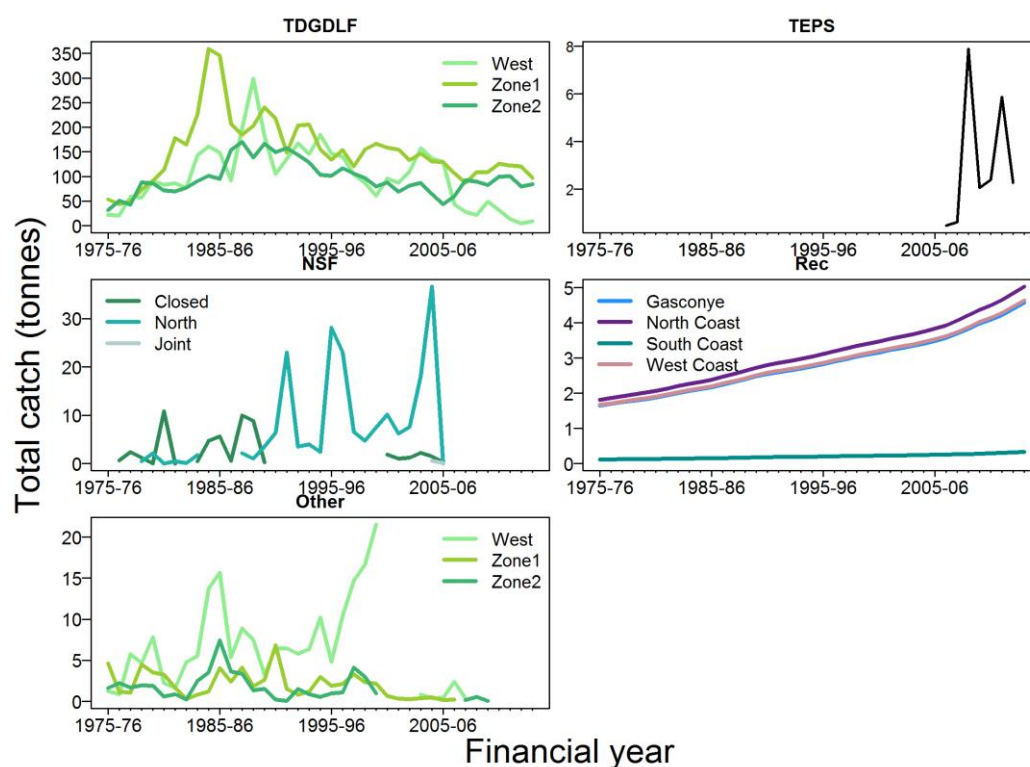 TDGDLF
350
300
250
200
150
100
50
0
West
Zone1
Zone2
1975-76
1985-86
1995-96
2005-06
TEPS
8
6
4
2
1975-76
1985-86
1995-96
2005-06
NSF
30
20
10
0
Closed
North
Joint
1975-76
1985-86
1995-96
2005-06
Rec
5
4
3
2
1
0
Gasconye
North Coast
South Coast
West Coast
1975-76
1985-86
1995-96
2005-06
Other
20
15
10
5
0
West
Zone1
Zone2
1975-76
1985-86
1995-96
2005-06
Total catch (tonnes)
Financial year